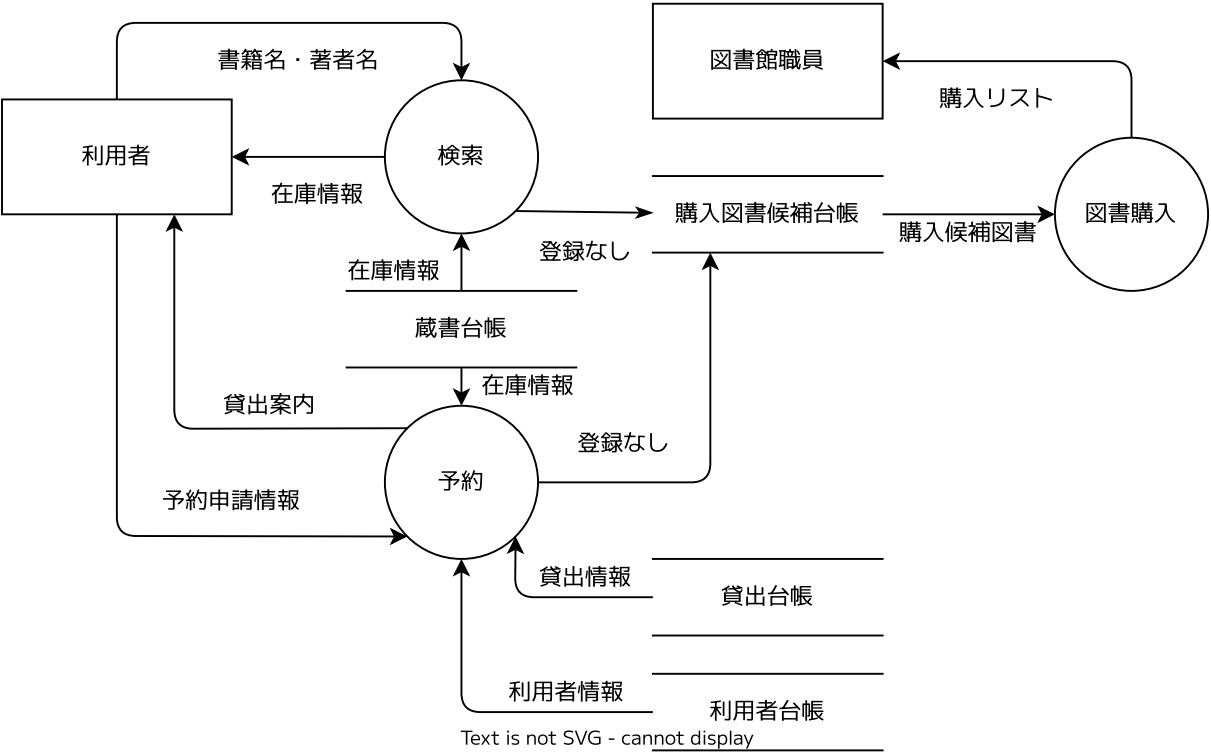 書籍名・著者名
図書館職員
購入リスト
利用者
検索
在庫情報
購入図書候補台帳
図書購入
購入候補図書
登録なし
在庫情報
蔵書台帳
在庫情報
貸出案内
登録なし
予約
予約申請情報
貸出情報
貸出台帳
利用者情報
利用者台帳
Text is not SVG - cannot display